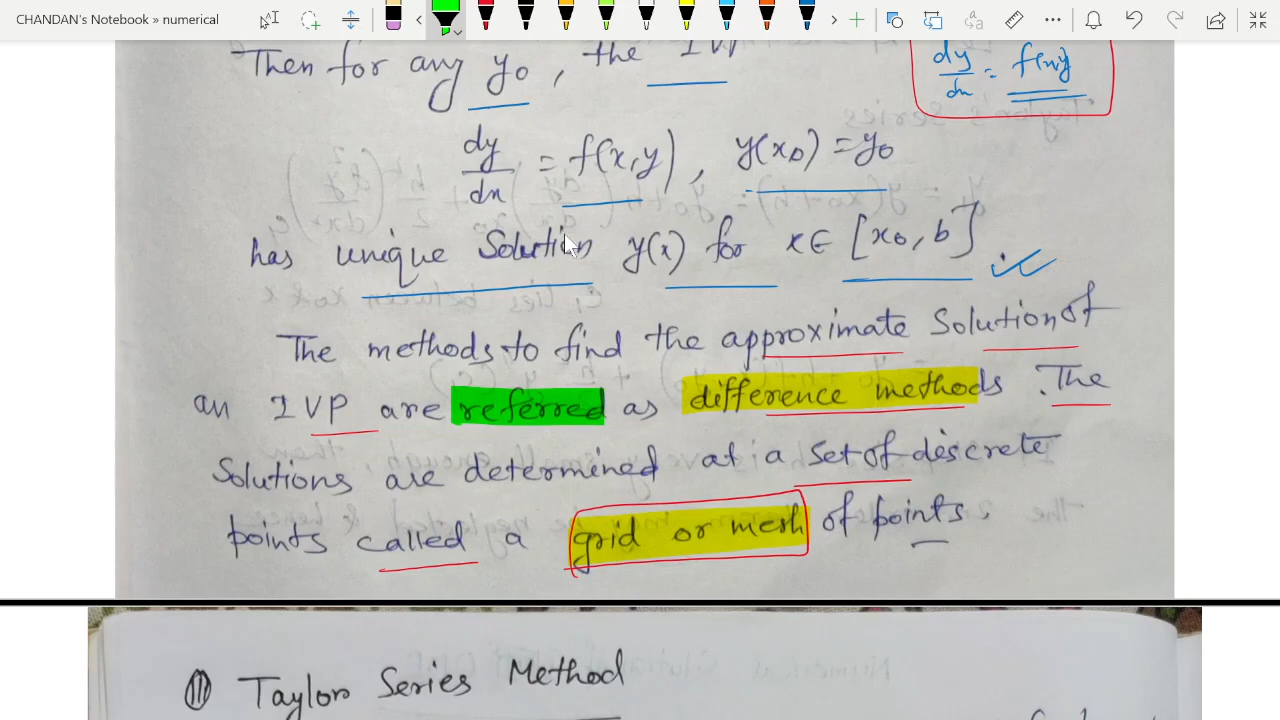 CHANDAN's Notebook » numerical
Then for any y₀, the IVP
dy/dx = f(x,y)
dy/dx = f(x,y), y(x₀) = y₀
has unique Solution y(x) for x∈ [x₀, b]
The methods to find the approximate Solution of
an IVP are referred as difference methods. The
Solutions are determined at a set of discrete
points called a grid or mesh of points.
⑪ Taylor Series Method